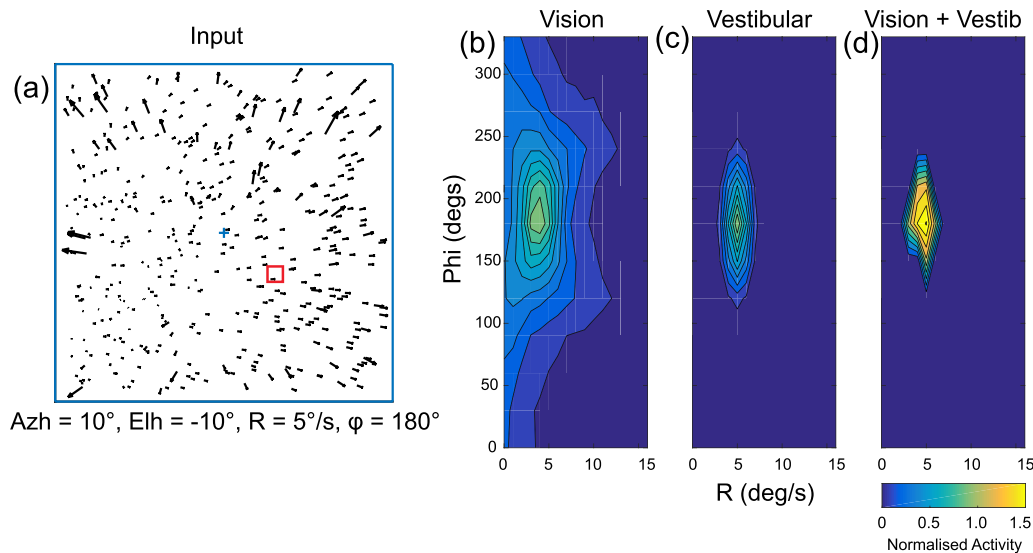 Input
Vision
Vestibular
Vision + Vestib
(a)
(b)
(c)
(d)
300
250
200
150
100
50
0
Phi (degs)
0 5 10 15
0 5 10 15
0 5 10 15
R (deg/s)
Azh = 10°, Elh = -10°, R = 5°/s, φ = 180°
0 0.5 1.0 1.5
Normalised Activity